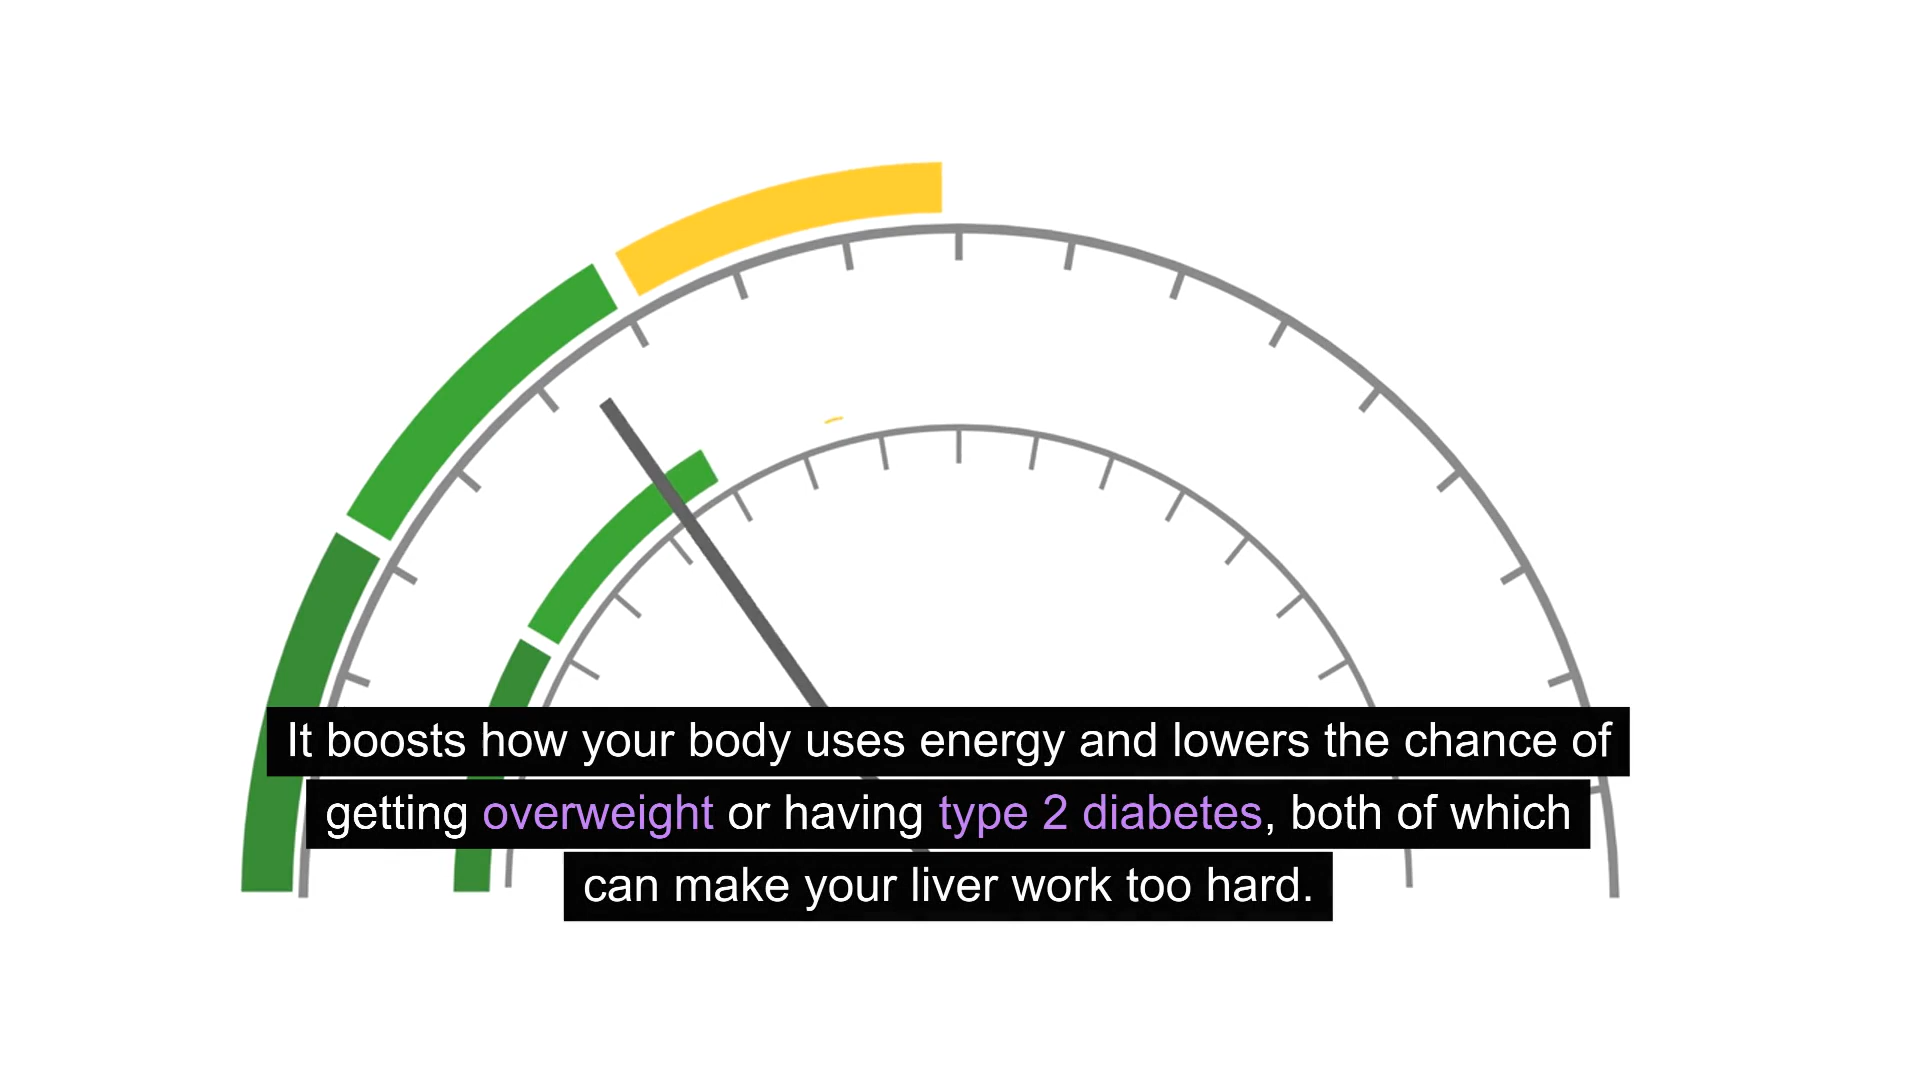 It boosts how your body uses energy and lowers the chance of
getting overweight or having type 2 diabetes, both of which
can make your liver work too hard.